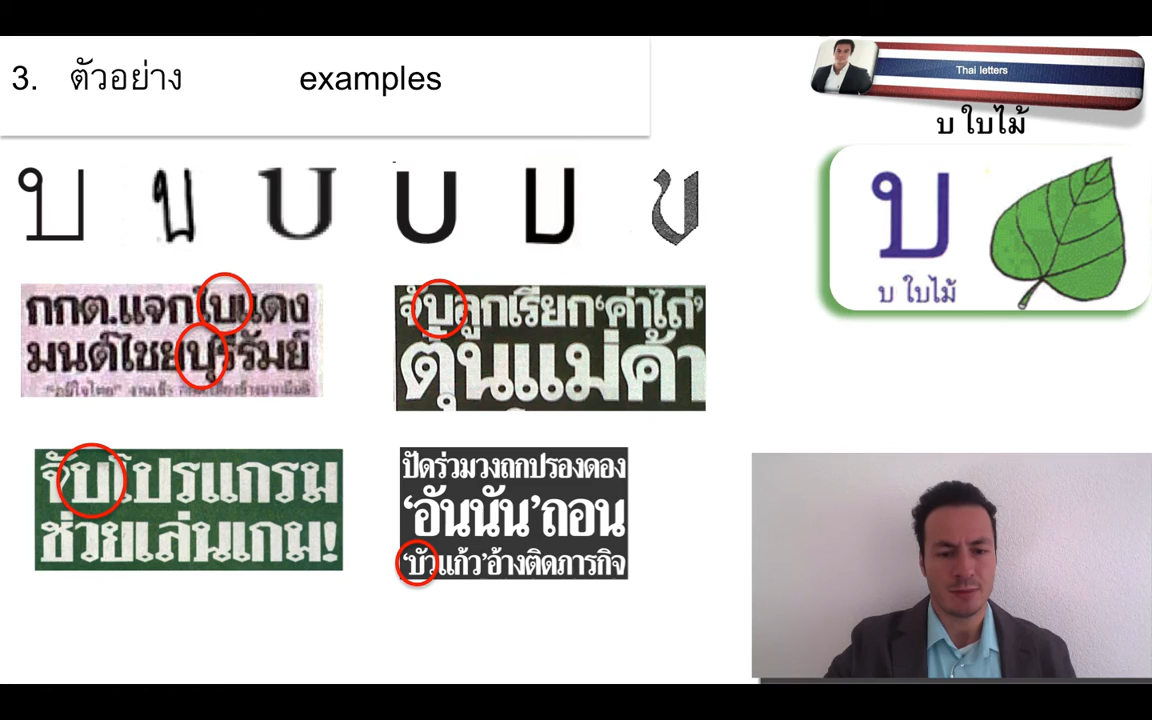 3. ตัวอย่าง examples
Thai letters
บ ใบไม้
บ บ บ บ บ บ
บ
บ ใบไม้
กกต.แจกใบแดง
มนต์ไชยบุรีรัมย์
จับลูกเรียก‘ค่าไถ่’
ตุ๋นแม่ค้า
จับโปรแกรม
ช่วยเล่นเกม!
ปัดร่วมวงถกปรองดอง
‘อันนัน’ถอน
‘บัวแก้ว’อ้างติดภารกิจ